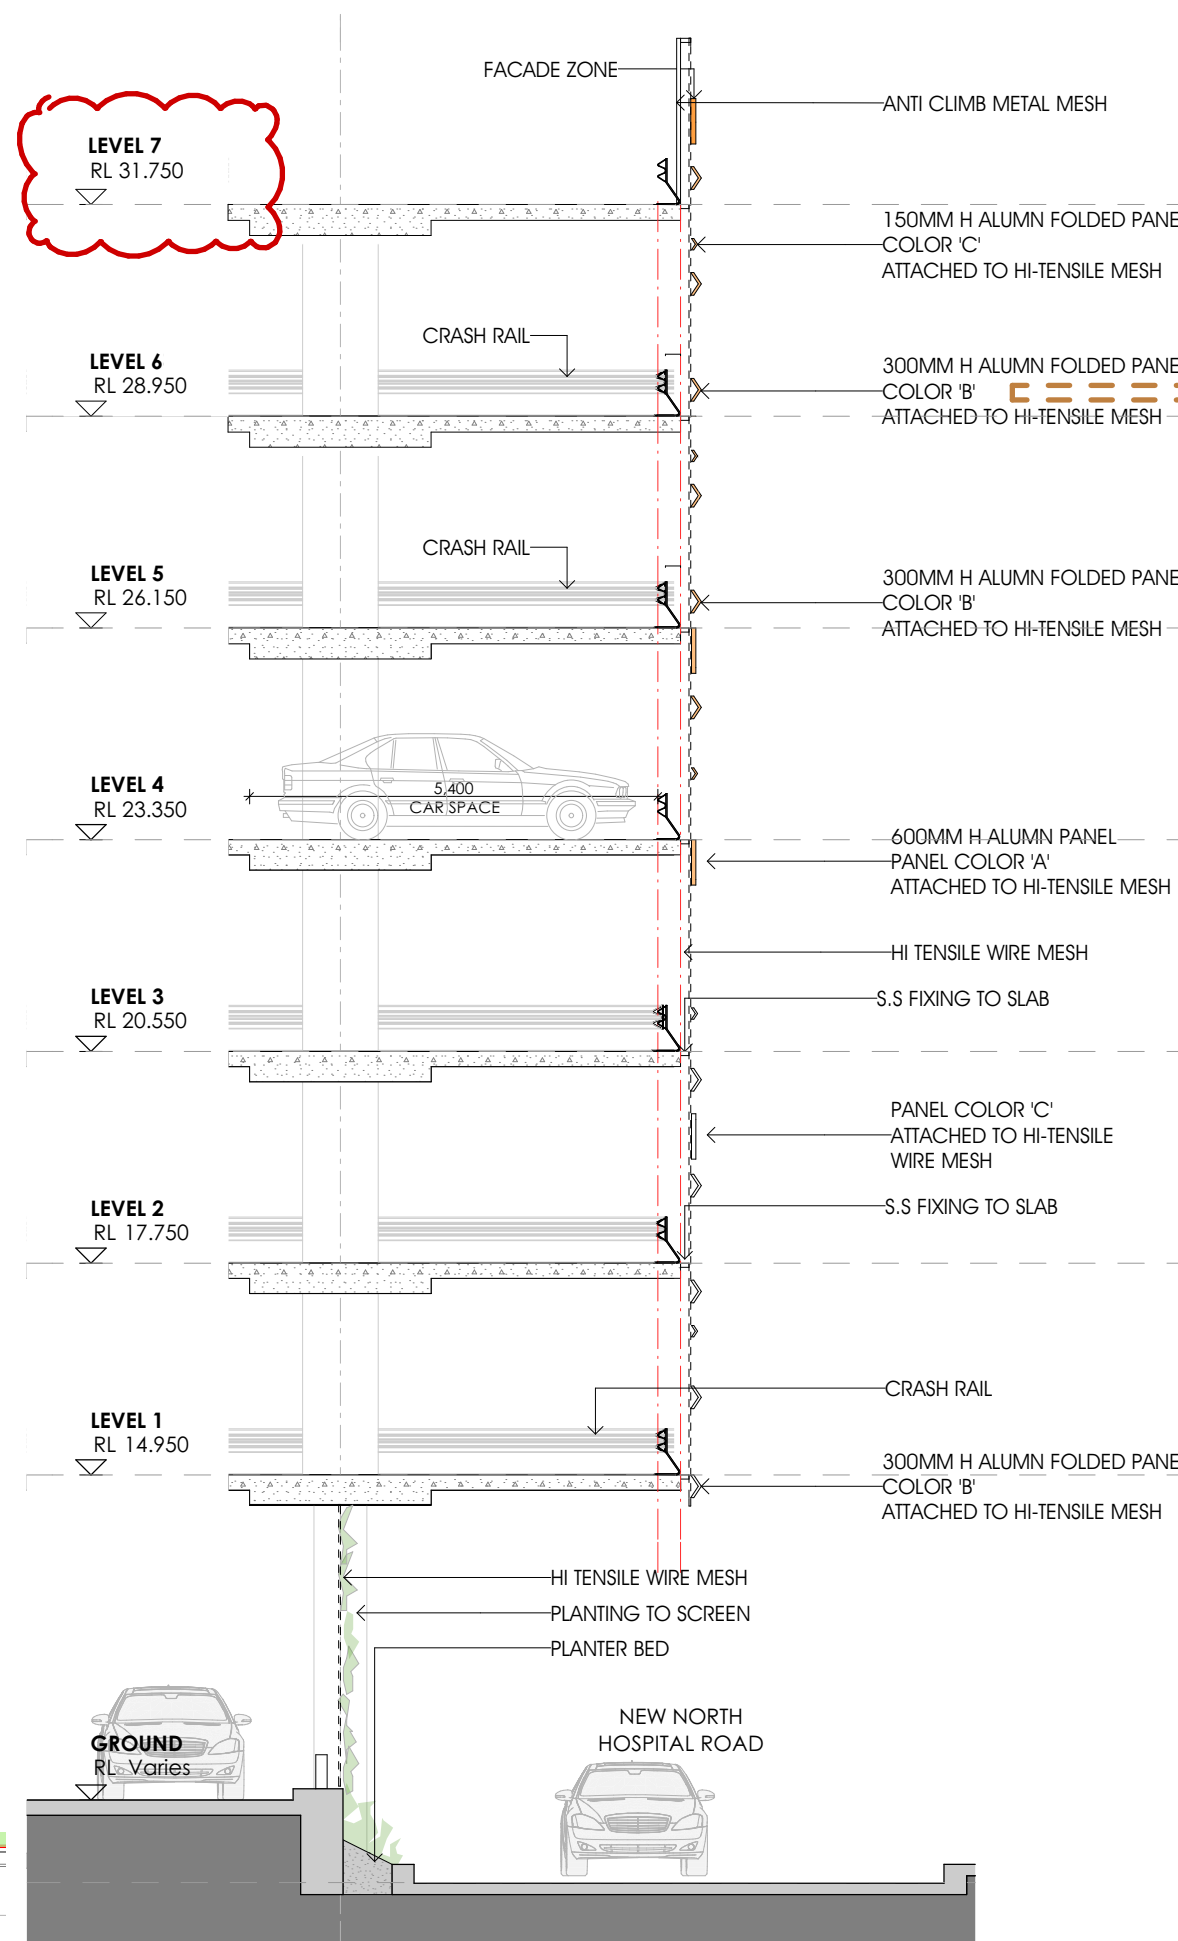 FACADE ZONE
ANTI CLIMB METAL MESH
LEVEL 7
RL 31.750
150MM H ALUMN FOLDED PANE
COLOR 'C'
ATTACHED TO HI-TENSILE MESH
CRASH RAIL
LEVEL 6
RL 28.950
300MM H ALUMN FOLDED PANE
COLOR 'B'
ATTACHED TO HI-TENSILE MESH
CRASH RAIL
LEVEL 5
RL 26.150
300MM H ALUMN FOLDED PANE
COLOR 'B'
ATTACHED TO HI-TENSILE MESH
LEVEL 4
RL 23.350
5,400
CAR SPACE
600MM H ALUMN PANEL
PANEL COLOR 'A'
ATTACHED TO HI-TENSILE MESH
HI TENSILE WIRE MESH
LEVEL 3
RL 20.550
S.S FIXING TO SLAB
PANEL COLOR 'C'
ATTACHED TO HI-TENSILE
WIRE MESH
LEVEL 2
RL 17.750
S.S FIXING TO SLAB
CRASH RAIL
LEVEL 1
RL 14.950
300MM H ALUMN FOLDED PANE
COLOR 'B'
ATTACHED TO HI-TENSILE MESH
HI TENSILE WIRE MESH
PLANTING TO SCREEN
PLANTER BED
NEW NORTH
HOSPITAL ROAD
GROUND
RL Varies